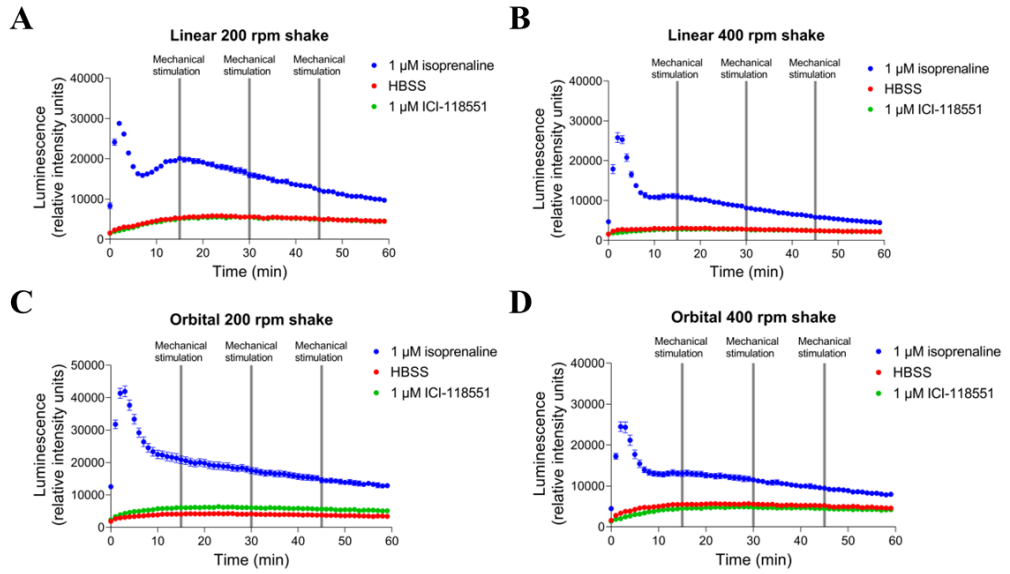 A
Linear 200 rpm shake
Mechanical stimulation
Mechanical stimulation
Mechanical stimulation
1 µM isoprenaline
HBSS
1 µM ICI-118551
Luminescence
(relative intensity units)
40000
30000
20000
10000
0
0 10 20 30 40 50 60
Time (min)
B
Linear 400 rpm shake
Mechanical stimulation
Mechanical stimulation
Mechanical stimulation
1 µM isoprenaline
HBSS
1 µM ICI-118551
Luminescence
(relative intensity units)
40000
30000
20000
10000
0
0 10 20 30 40 50 60
Time (min)
C
Orbital 200 rpm shake
Mechanical stimulation
Mechanical stimulation
Mechanical stimulation
1 µM isoprenaline
HBSS
1 µM ICI-118551
Luminescence
(relative intensity units)
50000
40000
30000
20000
10000
0
0 10 20 30 40 50 60
Time (min)
D
Orbital 400 rpm shake
Mechanical stimulation
Mechanical stimulation
Mechanical stimulation
1 µM isoprenaline
HBSS
1 µM ICI-118551
Luminescence
(relative intensity units)
40000
30000
20000
10000
0
0 10 20 30 40 50 60
Time (min)